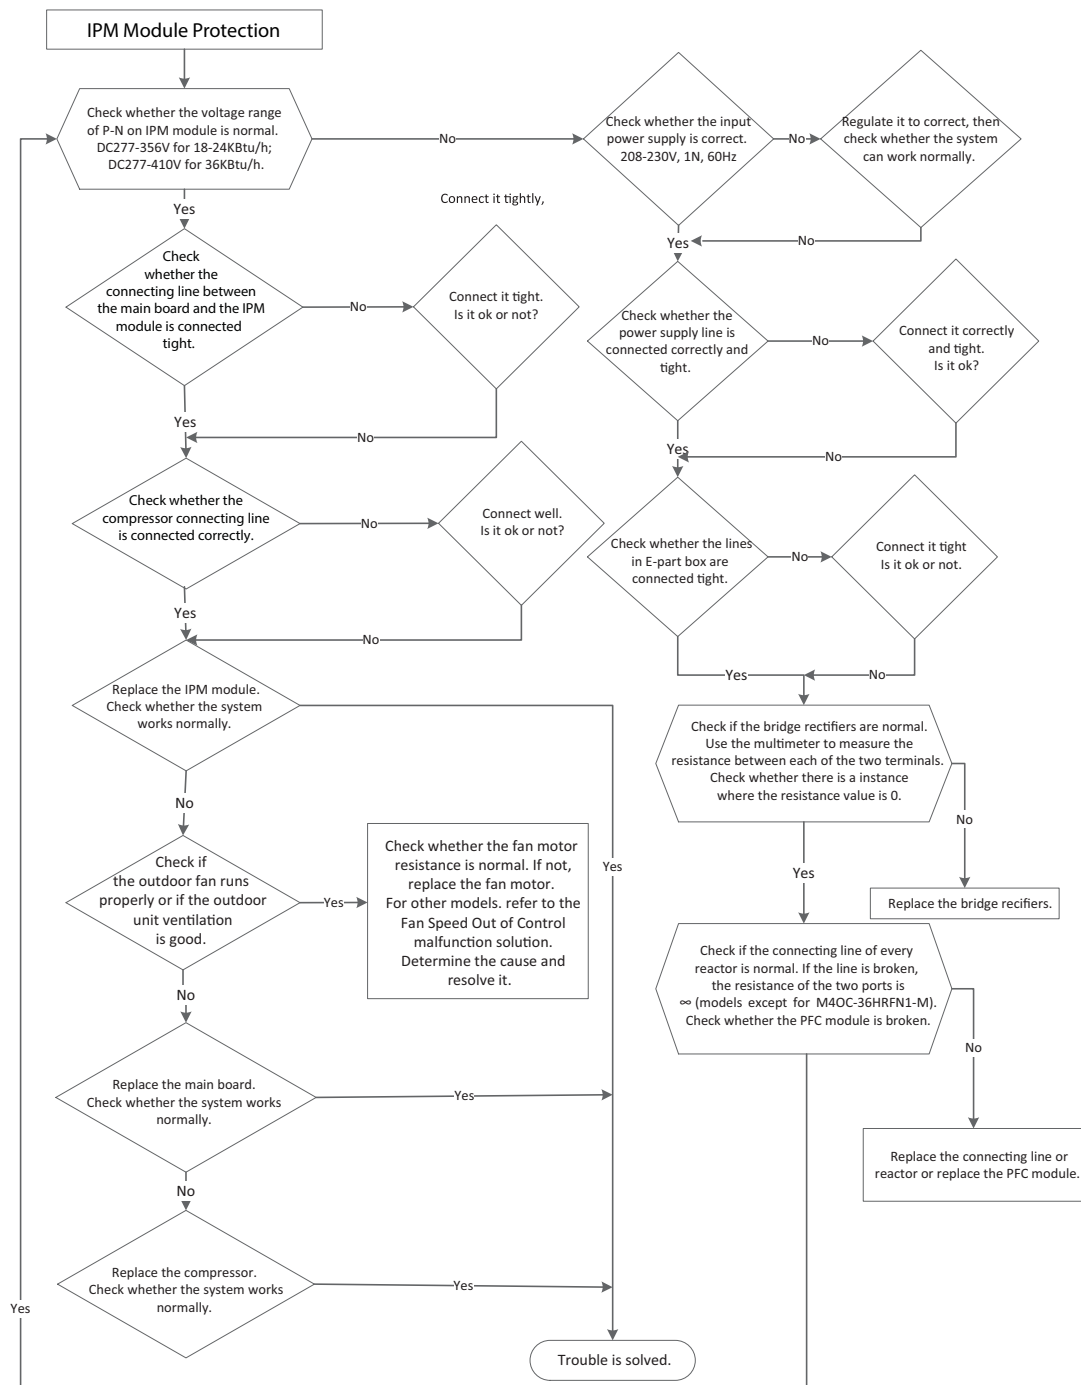 IPM Module Protection
Check whether the voltage range
of P-N on IPM module is normal.
DC277-356V for 18-24KBtu/h;
DC277-410V for 36KBtu/h.
No
Check whether the input
power supply is correct.
208-230V, 1N, 60Hz
No
Regulate it to correct, then
check whether the system
can work normally.
Yes
Connect it tightly,
Yes
No
Check
whether the
connecting line between
the main board and the IPM
module is connected
tight.
No
Connect it tight.
Is it ok or not?
Check whether the
power supply line is
connected correctly and
tight.
No
Connect it correctly
and tight.
Is it ok?
Yes
No
Yes
No
Check whether the
compressor connecting line
is connected correctly.
No
Connect well.
Is it ok or not?
Check whether the lines
in E-part box are
connected tight.
No
Connect it tight
Is it ok or not.
Yes
No
Yes
No
Replace the IPM module.
Check whether the system
works normally.
Check if the bridge rectifiers are normal.
Use the multimeter to measure the
resistance between each of the two terminals.
Check whether there is a instance
where the resistance value is 0.
No
No
Yes
Yes
Check if
the outdoor fan runs
properly or if the outdoor
unit ventilation
is good.
Yes
Check whether the fan motor
resistance is normal. If not,
replace the fan motor.
For other models. refer to the
Fan Speed Out of Control
malfunction solution.
Determine the cause and
resolve it.
Replace the bridge recifiers.
Check if the connecting line of every
reactor is normal. If the line is broken,
the resistance of the two ports is
∞ (models except for M4OC-36HRFN1-M).
Check whether the PFC module is broken.
No
No
Replace the main board.
Check whether the system works
normally.
Yes
Replace the connecting line or
reactor or replace the PFC module.
No
Replace the compressor.
Check whether the system works
normally.
Yes
Yes
Trouble is solved.